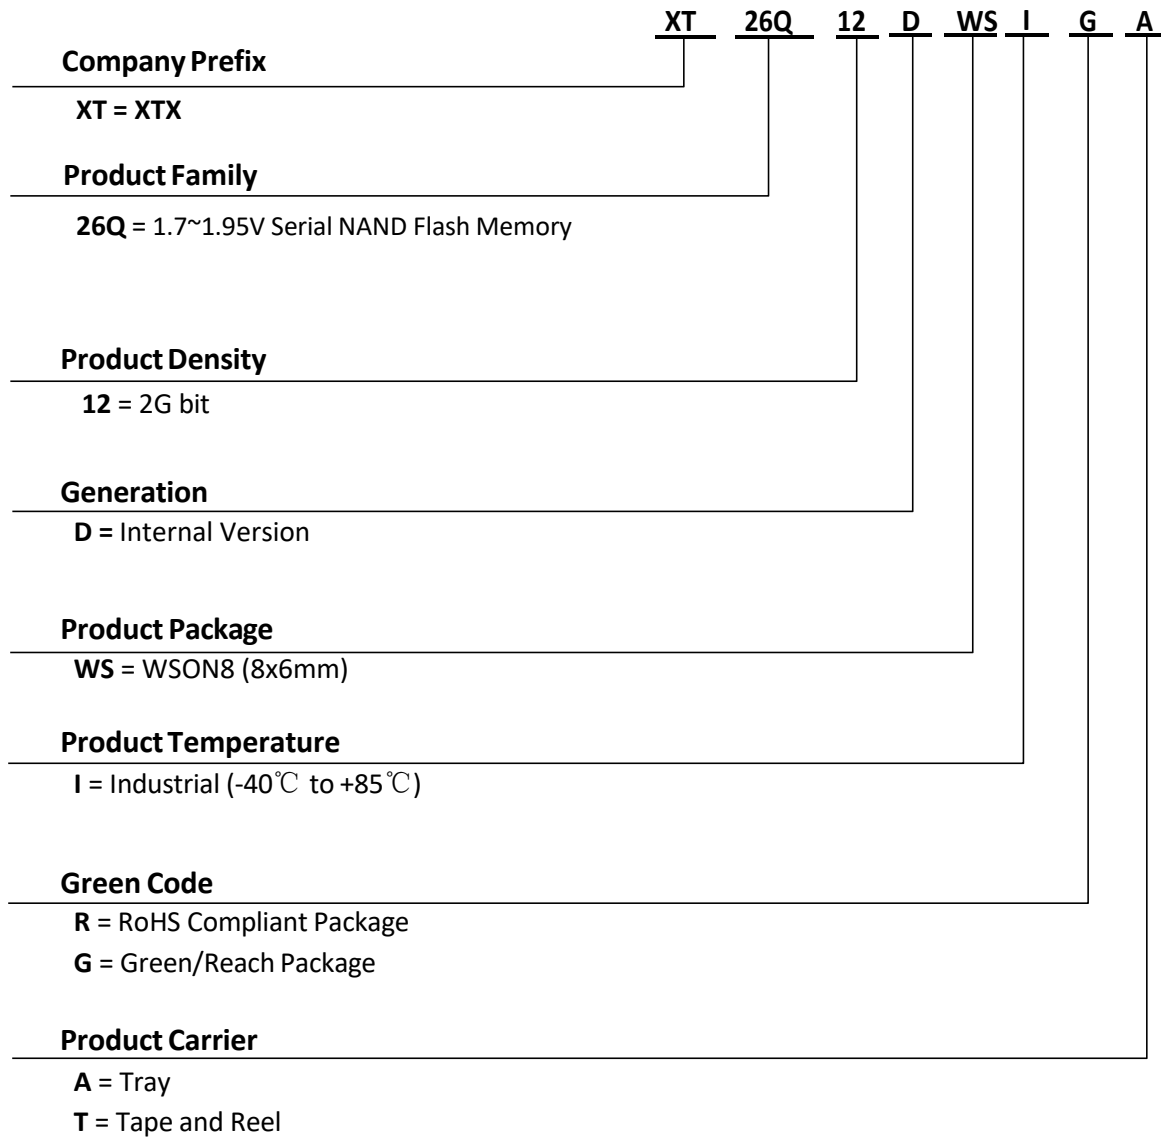 XT 26Q 12 D WS I G A
Company Prefix
XT = XTX
Product Family
26Q = 1.7~1.95V Serial NAND Flash Memory
Product Density
12 = 2G bit
Generation
D = Internal Version
Product Package
WS = WSON8 (8x6mm)
Product Temperature
I = Industrial (-40℃ to +85℃)
Green Code
R = RoHS Compliant Package
G = Green/Reach Package
Product Carrier
A = Tray
T = Tape and Reel